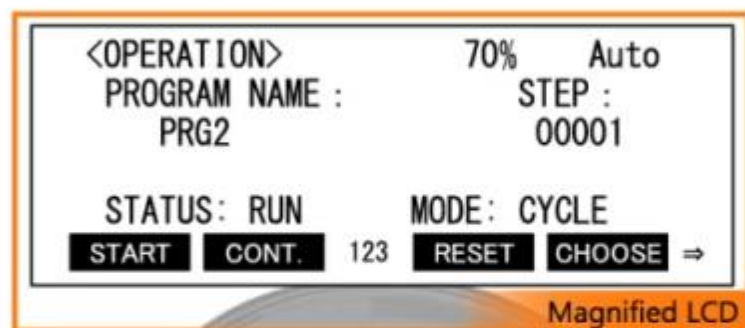 <OPERATION> 70% Auto
PROGRAM NAME : STEP :
PRG2 00001
STATUS: RUN MODE: CYCLE
START CONT. 123 RESET CHOOSE ⇒
Magnified LCD